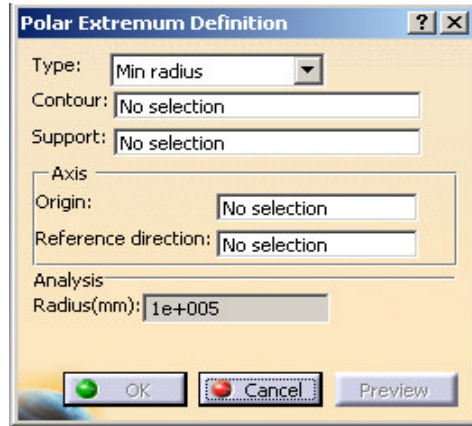 Polar Extremum Definition ? X
Type: Min radius
Contour: No selection
Support: No selection
Axis
Origin: No selection
Reference direction: No selection
Analysis
Radius(mm): 1e+005
OK Cancel Preview